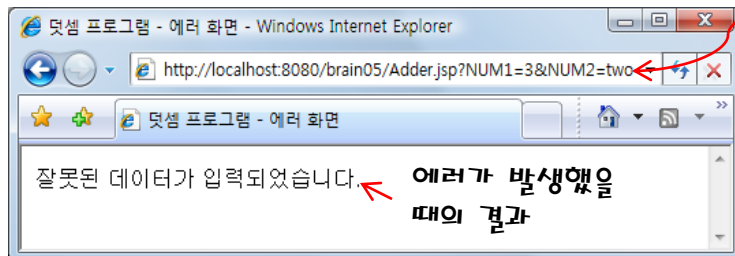 덧셈 프로그램 - 에러 화면 - Windows Internet Explorer
http://localhost:8080/brain05/Adder.jsp?NUM1=3&NUM2=two
덧셈 프로그램 - 에러 화면
잘못된 데이터가 입력되었습니다.
에러가 발생했을
때의 결과